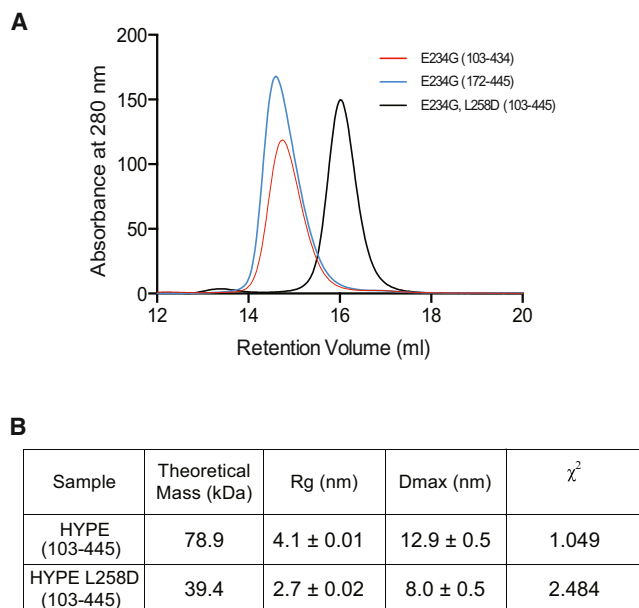 A
200
150
100
50
0
Absorbance at 280 nm
E234G (103-434)
E234G (172-445)
E234G, L258D (103-445)
12 14 16 18 20
Retention Volume (ml)
B
Sample Theoretical Mass (kDa) Rg (nm) Dmax (nm) χ²
HYPE (103-445) 78.9 4.1 ± 0.01 12.9 ± 0.5 1.049
HYPE L258D (103-445) 39.4 2.7 ± 0.02 8.0 ± 0.5 2.484